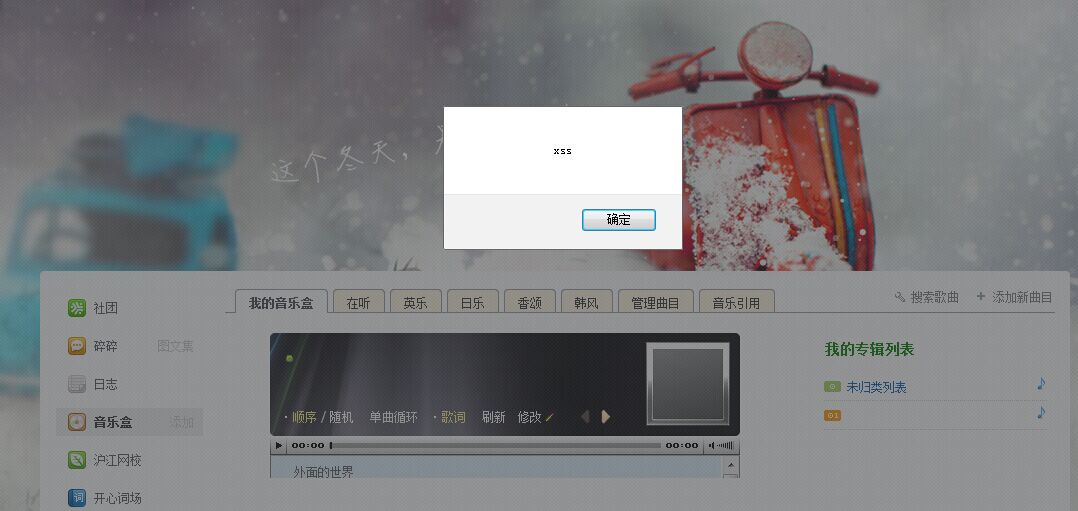 这个冬天，
xss
确定
我的音乐盒 在听 英乐 日乐 香颂 韩风 管理曲目 音乐引用 搜索歌曲 + 添加新曲目
社团
碎碎 图文集
日志
音乐盒 添加
沪江网校
词 开心词场
· 顺序 / 随机 单曲循环 · 歌词 刷新 修改
00:00 00:00
外面的世界
我的专辑列表
0 未归类列表
01